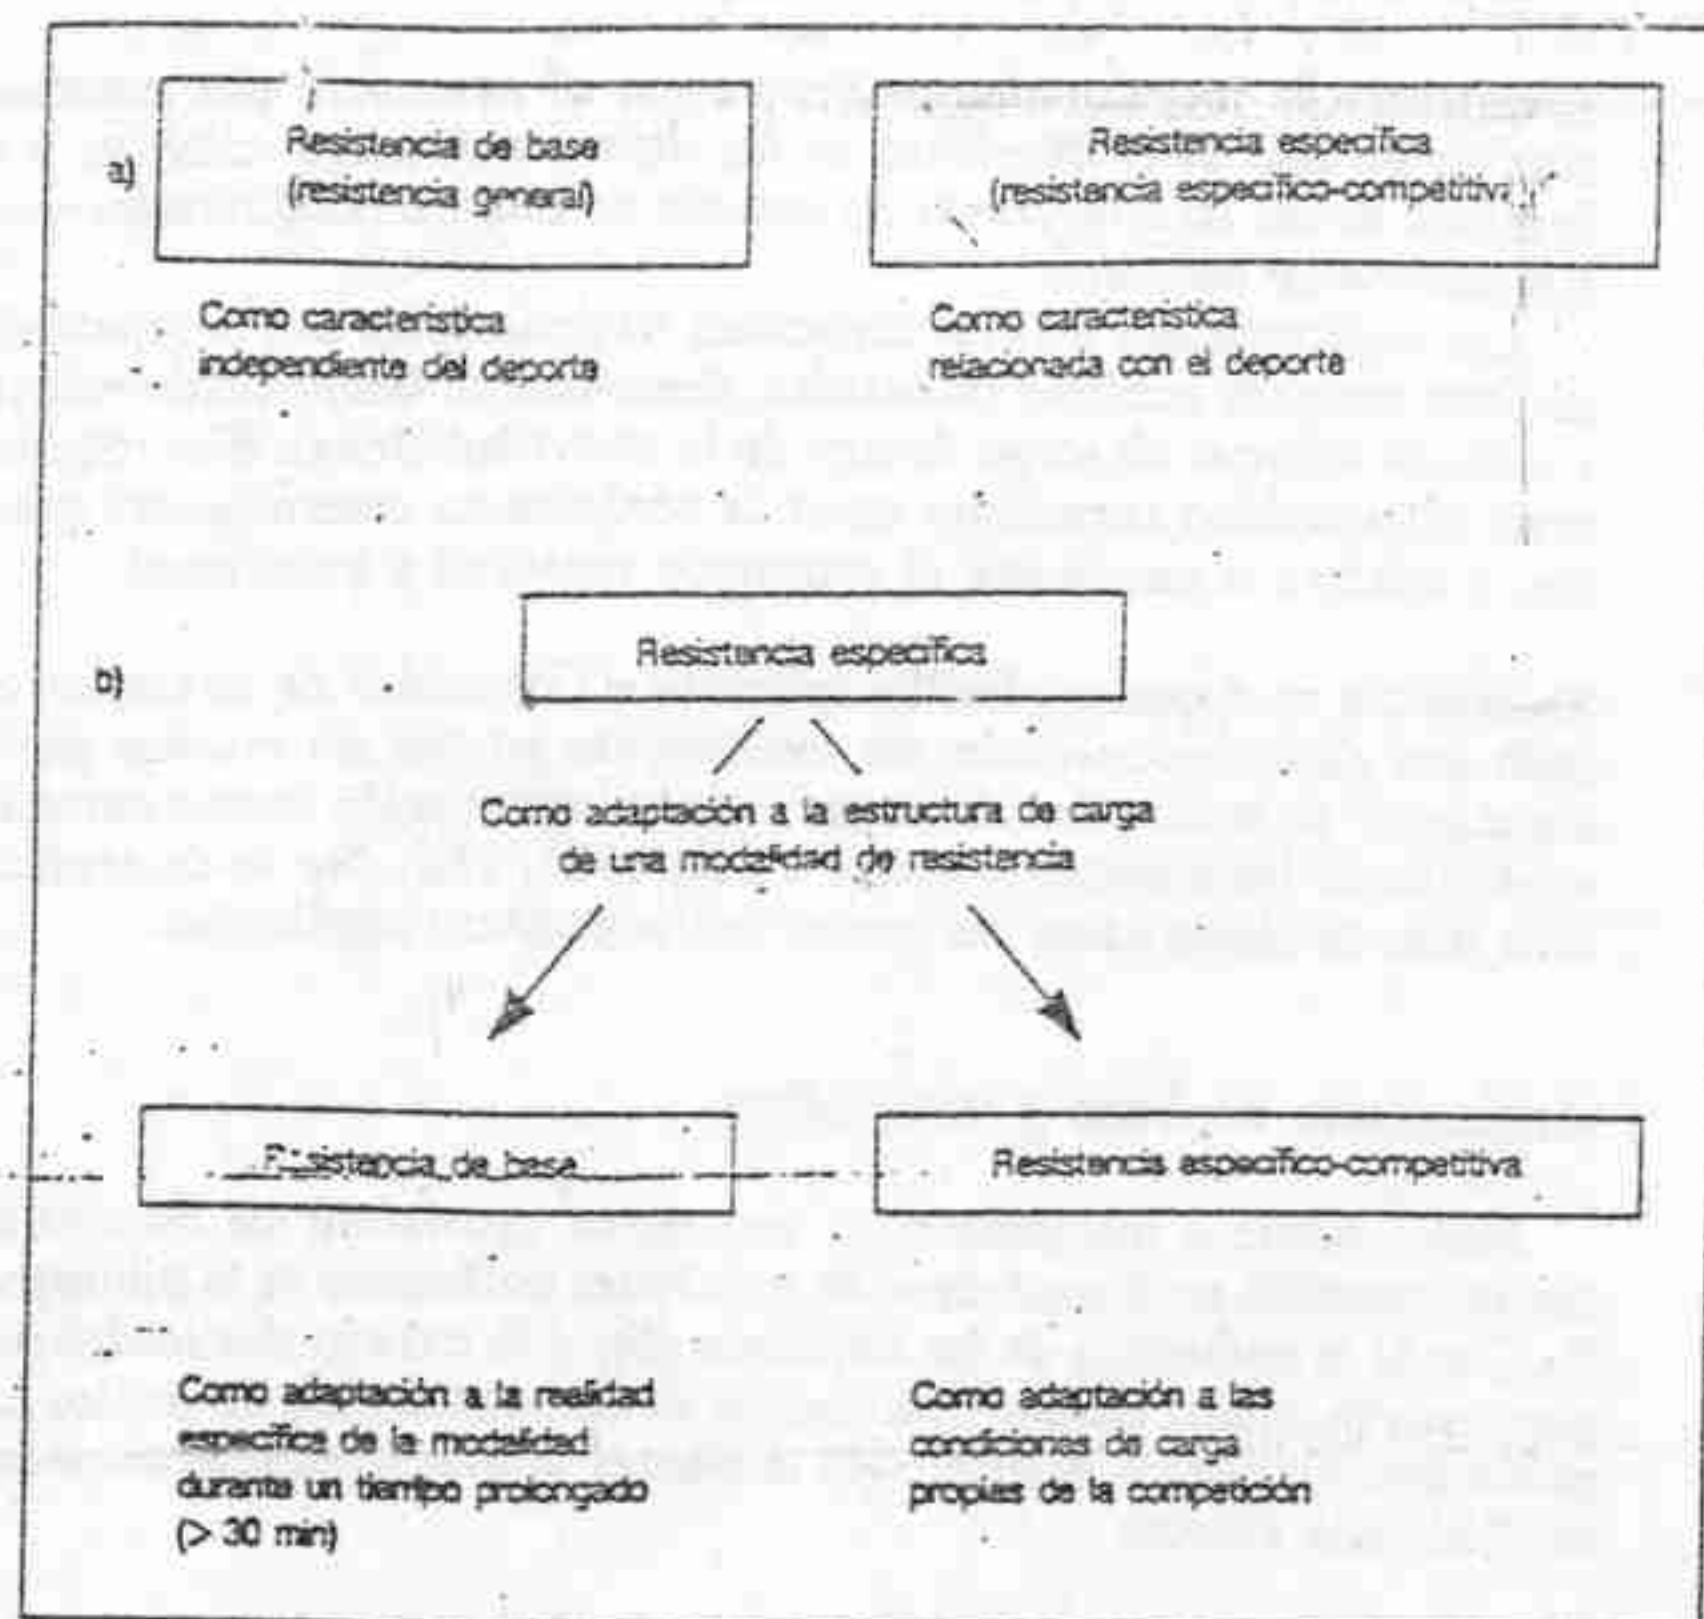 a)
Resistencia de base
(resistencia general)
Resistencia específica
(resistencia específico-competitiva)
Como característica
independiente del deporte
Como característica
relacionada con el deporte
b)
Resistencia específica
Como adaptación a la estructura de carga
de una modalidad de resistencia
Resistencia de base
Resistencia específico-competitiva
Como adaptación a la realidad
específica de la modalidad
durante un tiempo prolongado
(> 30 min)
Como adaptación a las
condiciones de carga
propias de la competición